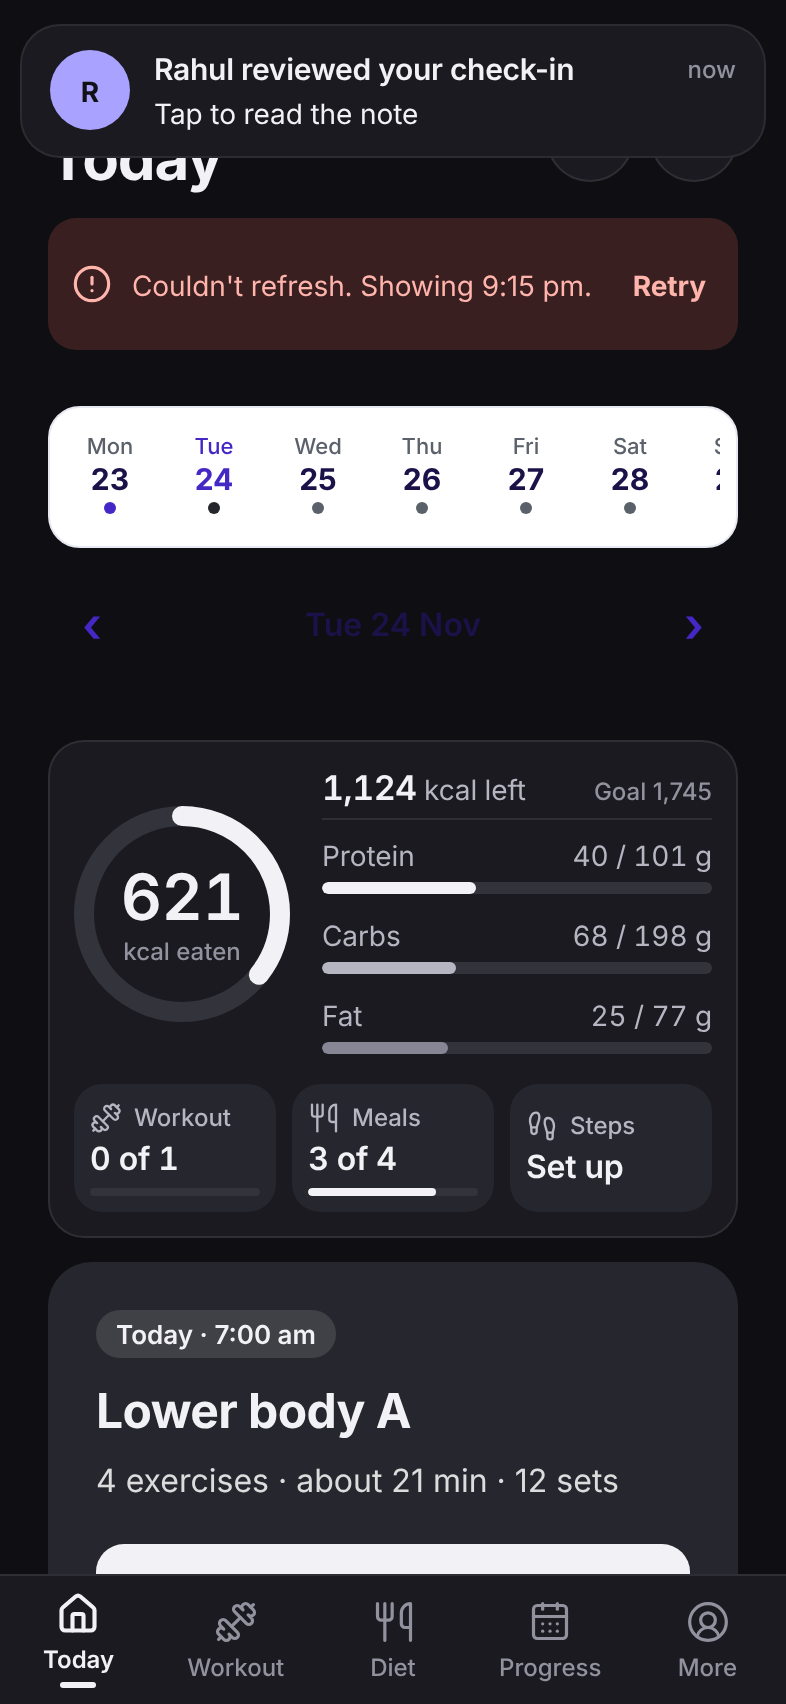 R
Rahul reviewed your check-in
now
Tap to read the note
Today
Couldn't refresh. Showing 9:15 pm.
Retry
Mon Tue Wed Thu Fri Sat
23 24 25 26 27 28
‹ Tue 24 Nov ›
1,124 kcal left
Goal 1,745
621
kcal eaten
Protein 40 / 101 g
Carbs 68 / 198 g
Fat 25 / 77 g
Workout
0 of 1
Meals
3 of 4
Steps
Set up
Today · 7:00 am
Lower body A
4 exercises · about 21 min · 12 sets
Today Workout Diet Progress More